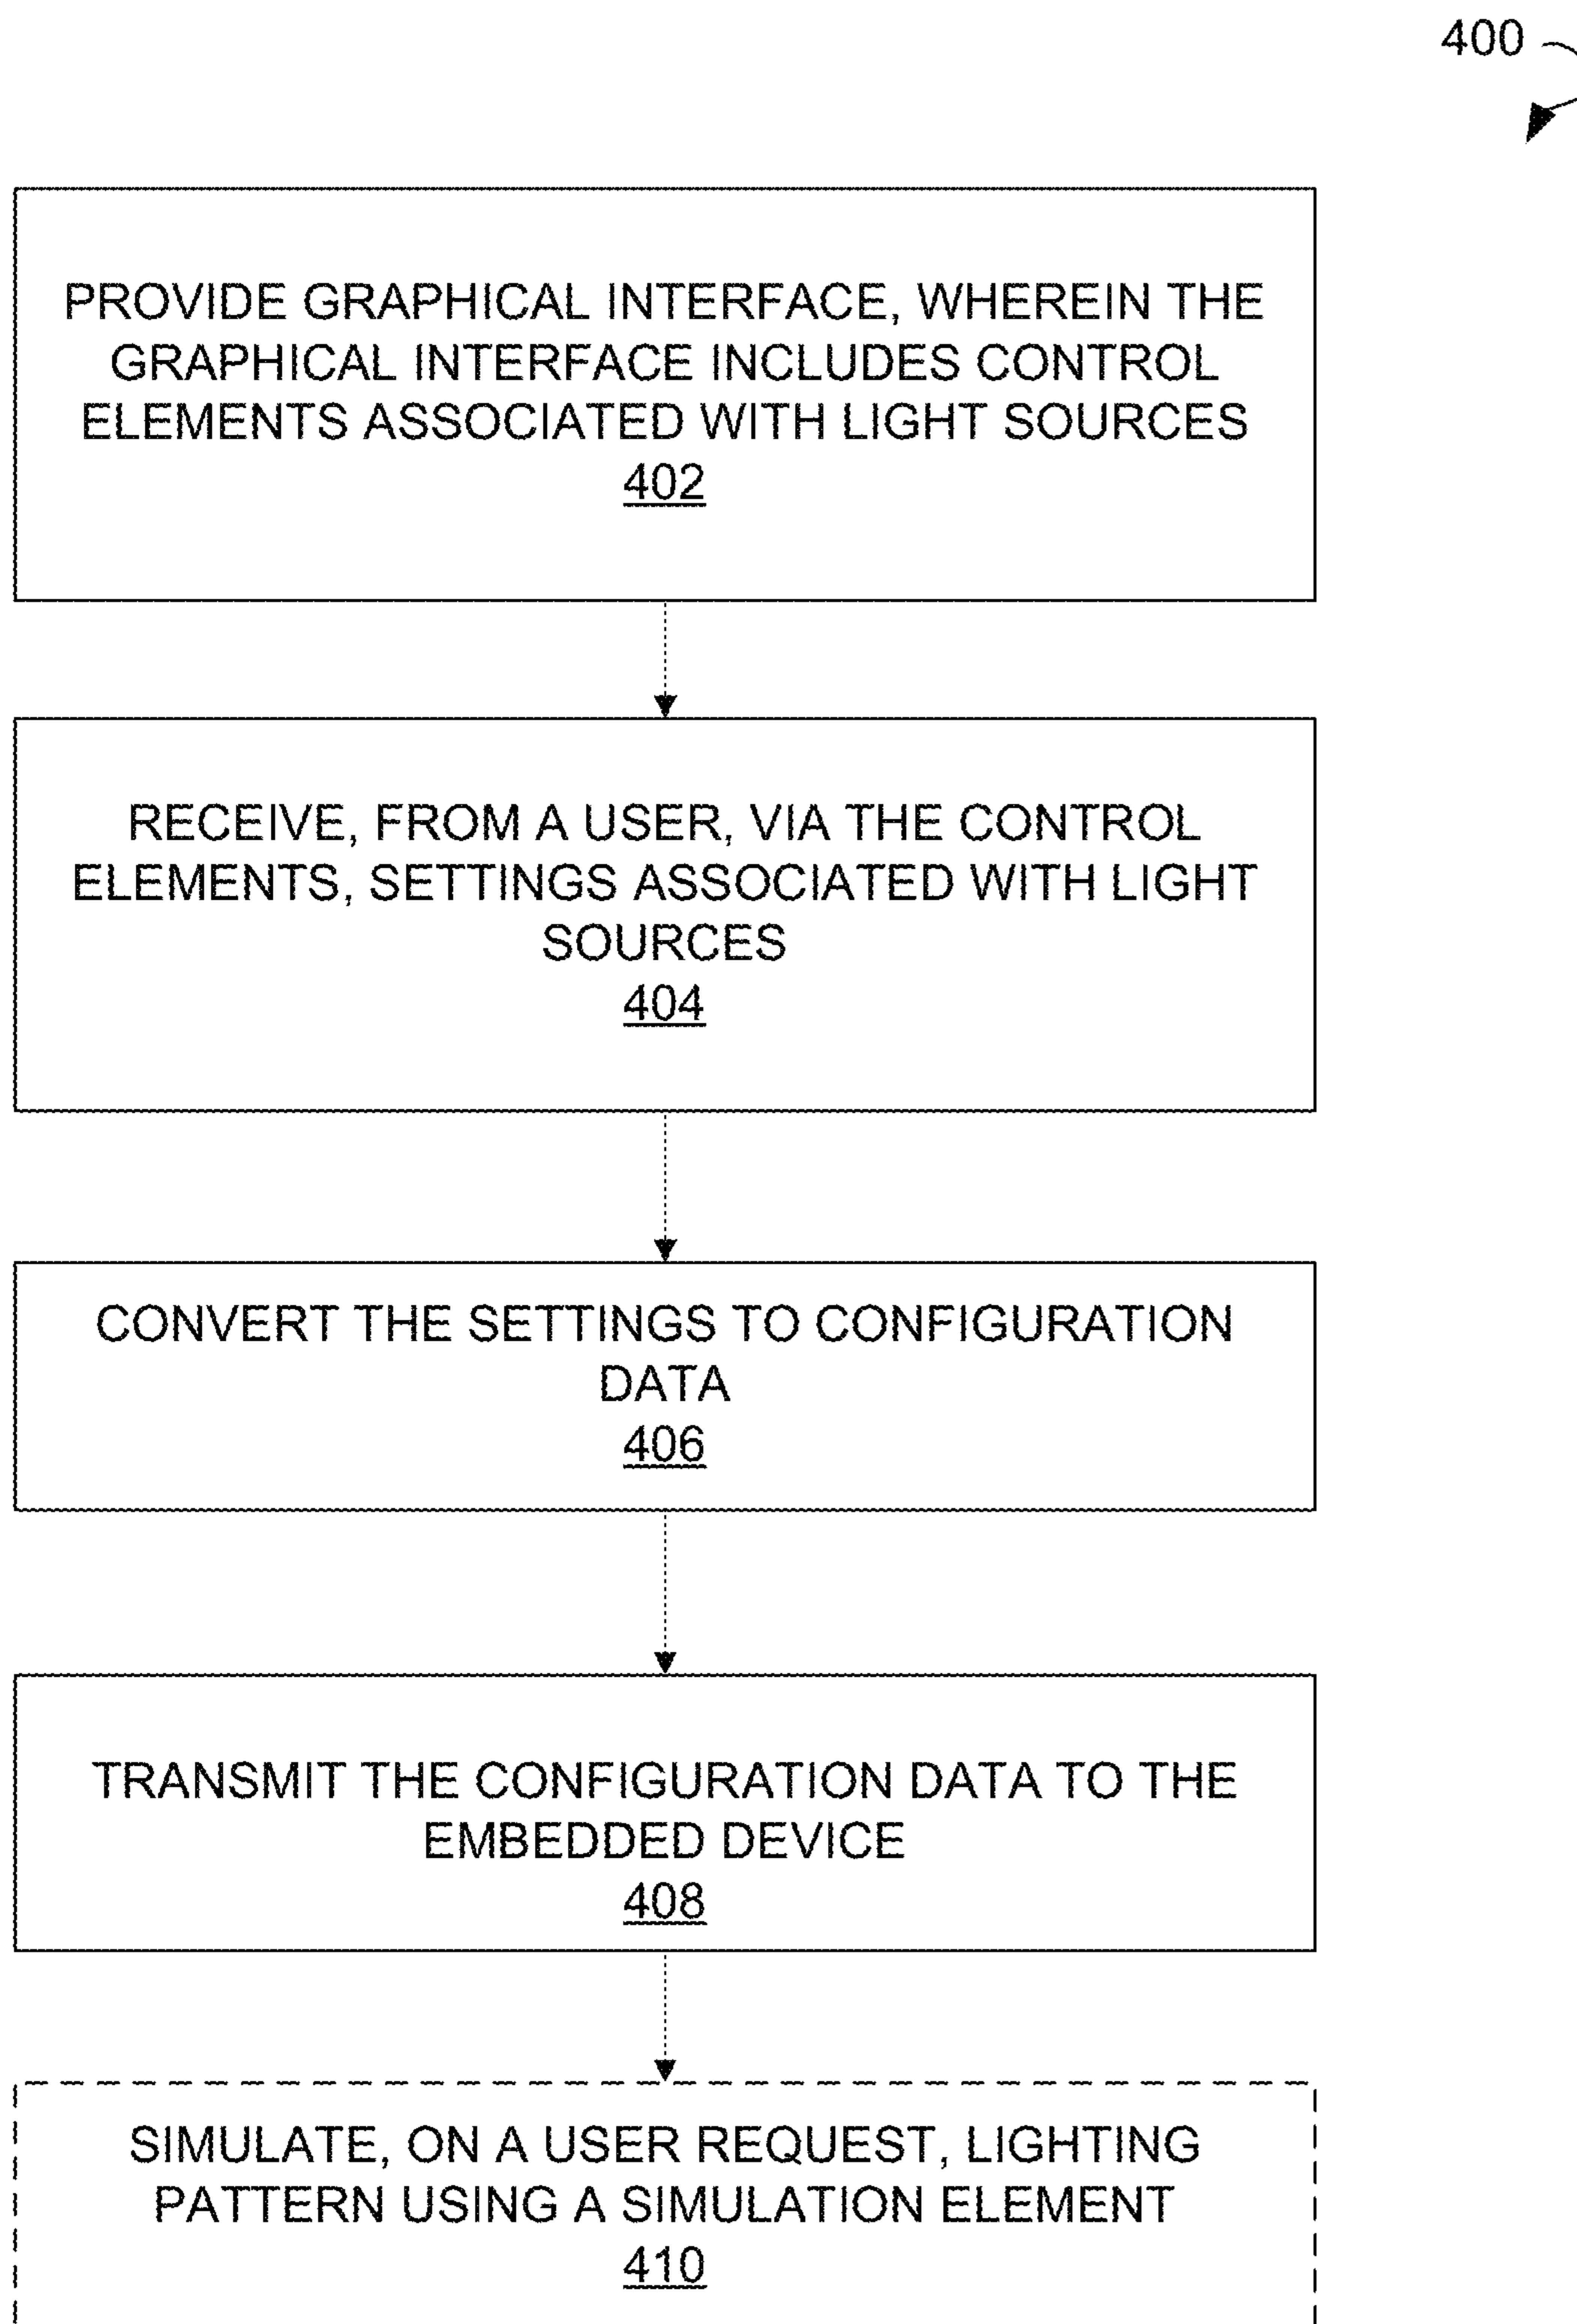 400
PROVIDE GRAPHICAL INTERFACE, WHEREIN THE
GRAPHICAL INTERFACE INCLUDES CONTROL
ELEMENTS ASSOCIATED WITH LIGHT SOURCES
402
RECEIVE, FROM A USER, VIA THE CONTROL
ELEMENTS, SETTINGS ASSOCIATED WITH LIGHT
SOURCES
404
CONVERT THE SETTINGS TO CONFIGURATION
DATA
406
TRANSMIT THE CONFIGURATION DATA TO THE
EMBEDDED DEVICE
408
SIMULATE, ON A USER REQUEST, LIGHTING
PATTERN USING A SIMULATION ELEMENT
410